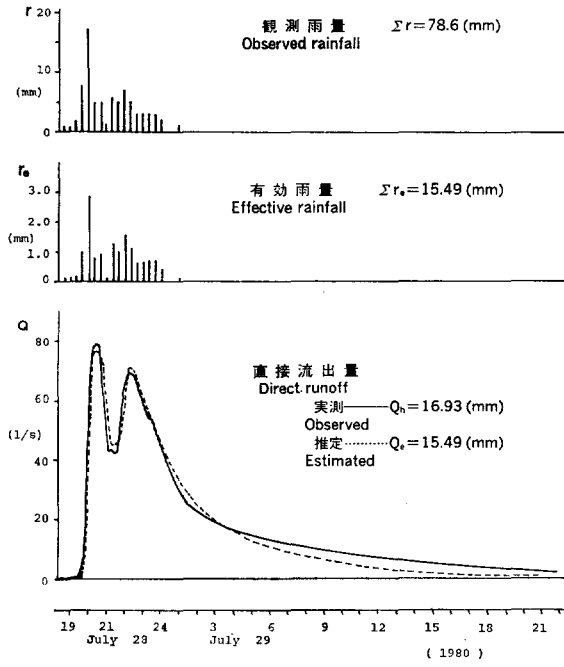 r
観測雨量 Σr=78.6 (mm)
Observed rainfall
20
10
(mm)
0
re
有効雨量 Σre=15.49 (mm)
Effective rainfall
3.0
2.0
(mm)
1.0
0
Q
80
直接流出量
Direct runoff
実測 Qh=16.93 (mm)
Observed
60
(l/s)
推定 Qe=15.49 (mm)
Estimated
40
20
0
19 21 23 24 3 6 9 12 15 18 21
July 28 July 29
( 1980 )